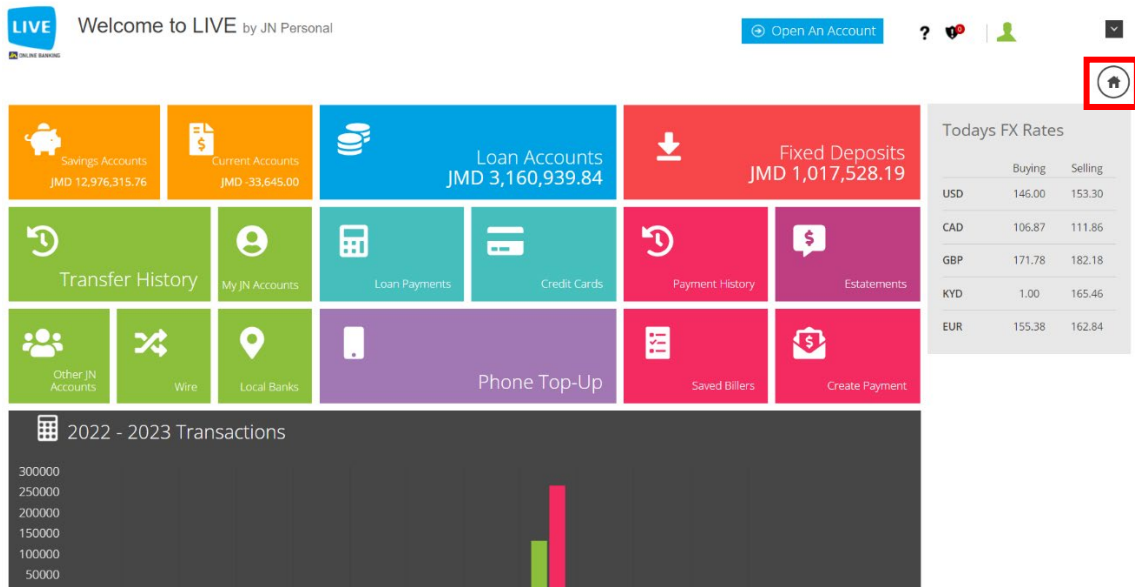 LIVE
ONLINE BANKING
Welcome to LIVE by JN Personal
Open An Account
?
0
Savings Accounts
JMD 12,976,315.76
Current Accounts
JMD -33,645.00
Loan Accounts
JMD 3,160,939.84
Fixed Deposits
JMD 1,017,528.19
Transfer History
My JN Accounts
Loan Payments
Credit Cards
Payment History
Estatements
Other JN
Accounts
Wire
Local Banks
Phone Top-Up
Saved Billers
Create Payment
Todays FX Rates
Buying Selling
USD 146.00 153.30
CAD 106.87 111.86
GBP 171.78 182.18
KYD 1.00 165.46
EUR 155.38 162.84
2022 - 2023 Transactions
300000
250000
200000
150000
100000
50000